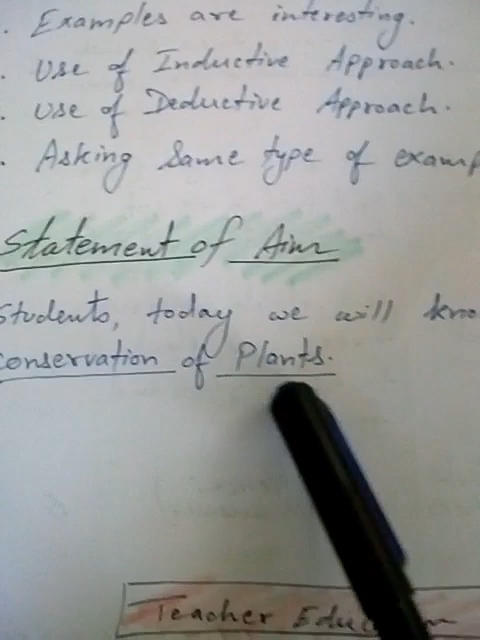 . Examples are interesting.
. Use of Inductive Approach.
. Use of Deductive Approach.
. Asking Same type of examp
Statement of Aim
Students, today we will kno
conservation of Plants.
Teacher